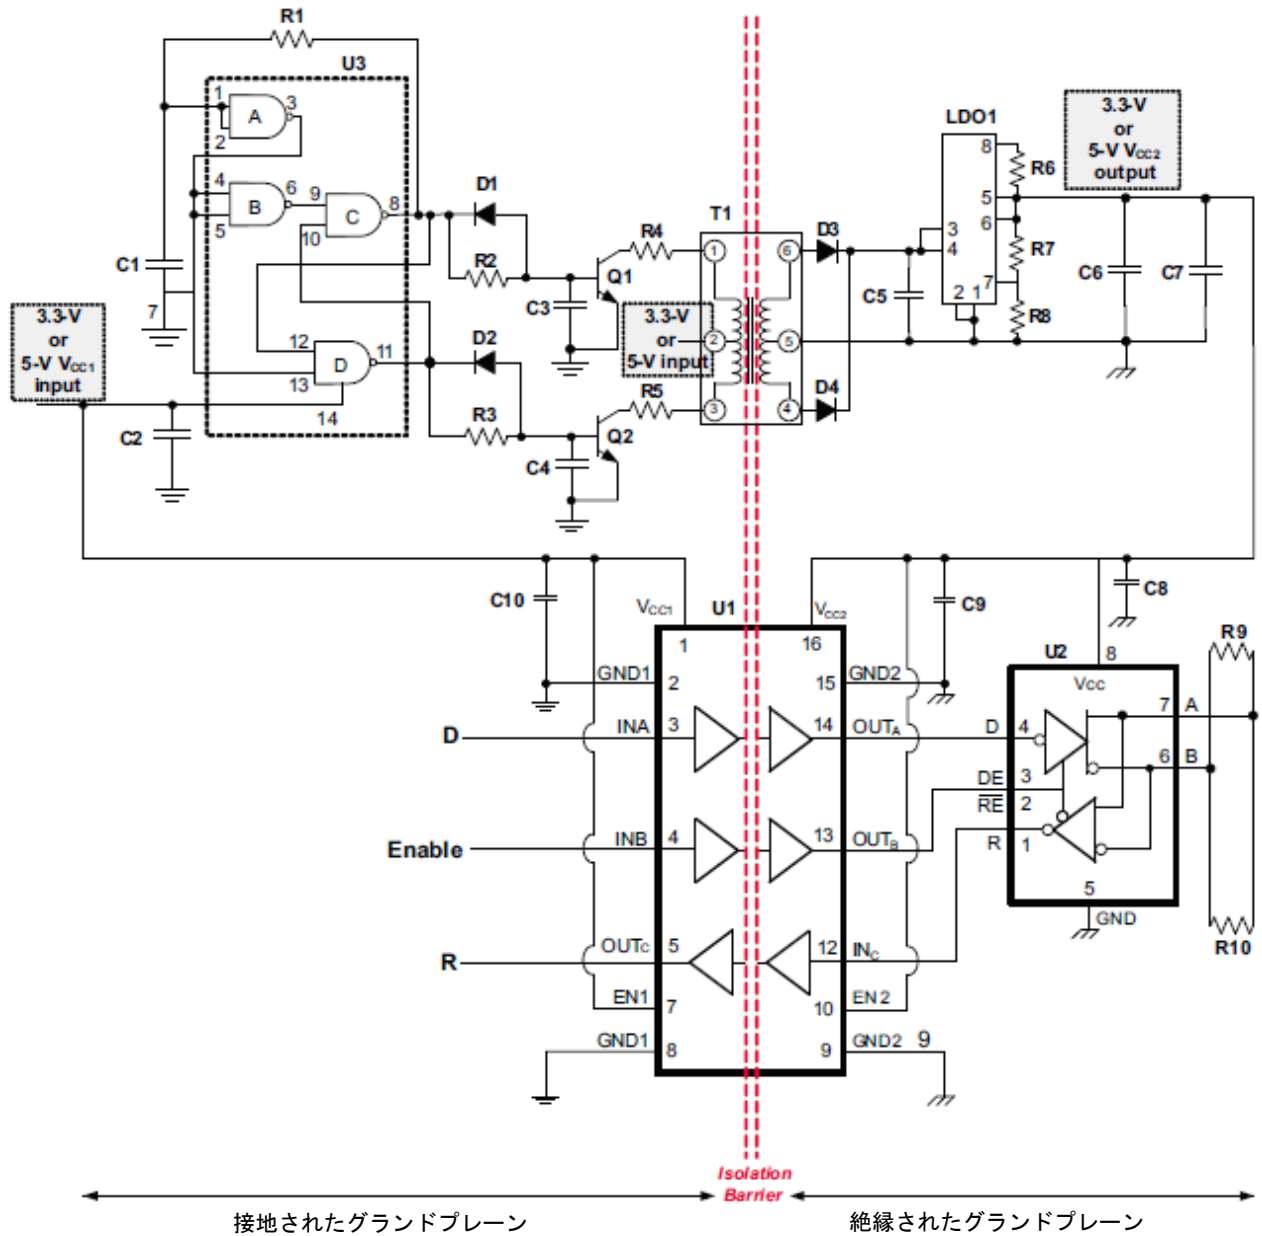 R1
U3
1
3
A
2
4
6
9
B
C
8
5
10
C1
7
12
11
D
13
14
3.3-V
or
5-V VCC1
input
C2
D1
R2
D2
R3
C3
Q1
R4
C4
Q2
R5
3.3-V
or
5-V input
T1
1
2
3
6
5
4
D3
D4
C5
LDO1
8
5
6
3
4
7
2
1
R6
R7
R8
3.3-V
or
5-V VCC2
output
C6
C7
C10
VCC1
U1
VCC2
C9
C8
1
16
GND1
2
15
GND2
D
INA
3
14
OUTA
Enable
INB
4
13
OUTB
R
OUTC
5
12
INC
EN1
7
10
EN2
GND1
8
9
GND2
9
U2
8
VCC
D
4
7
A
DE
3
6
B
RE
2
R
1
5
GND
R9
R10
Isolation
Barrier
接地されたグランドプレーン
絶縁されたグランドプレーン